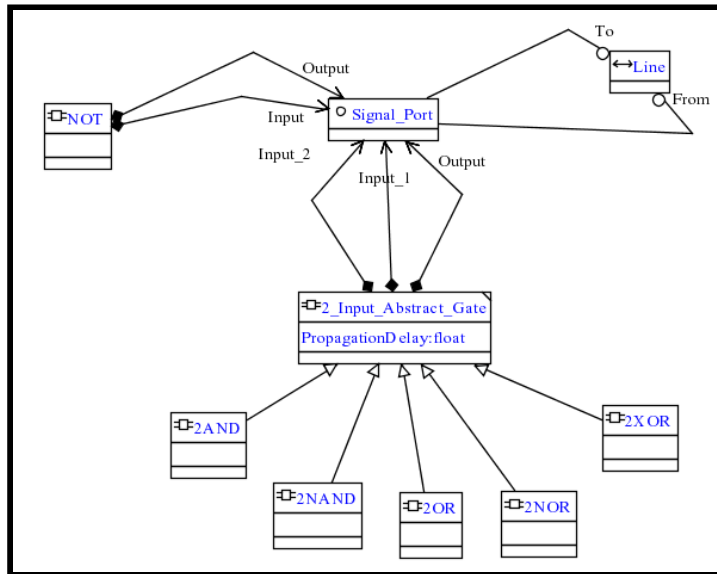 To
Line
Output
From
NOT
Input
Signal_Port
Input_2
Input_1
Output
2_Input_Abstract_Gate
PropagationDelay:float
2AND
2XOR
2NAND
2OR
2NOR